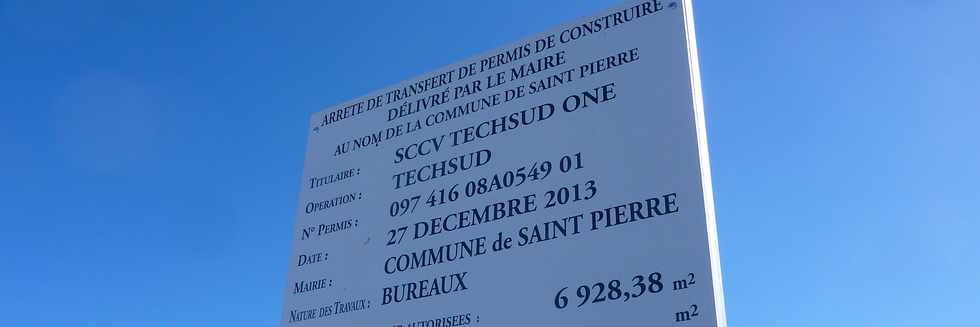 ARRETE DE TRANSFERT DE PERMIS DE CONSTRUIRE
DÉLIVRÉ PAR LE MAIRE
AU NOM DE LA COMMUNE DE SAINT PIERRE
TITULAIRE : SCCV TECHSUD ONE
OPERATION : TECHSUD
N° PERMIS : 097 416 08A0549 01
DATE : 27 DECEMBRE 2013
MAIRIE : COMMUNE de SAINT PIERRE
NATURE DES TRAVAUX : BUREAUX
AUTORISEES : 6 928,38 m²
m²